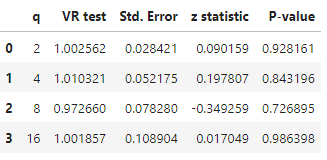 q VR test Std. Error z statistic P-value
0 2 1.002562 0.028421 0.090159 0.928161
1 4 1.010321 0.052175 0.197807 0.843196
2 8 0.972660 0.078280 -0.349259 0.726895
3 16 1.001857 0.108904 0.017049 0.986398